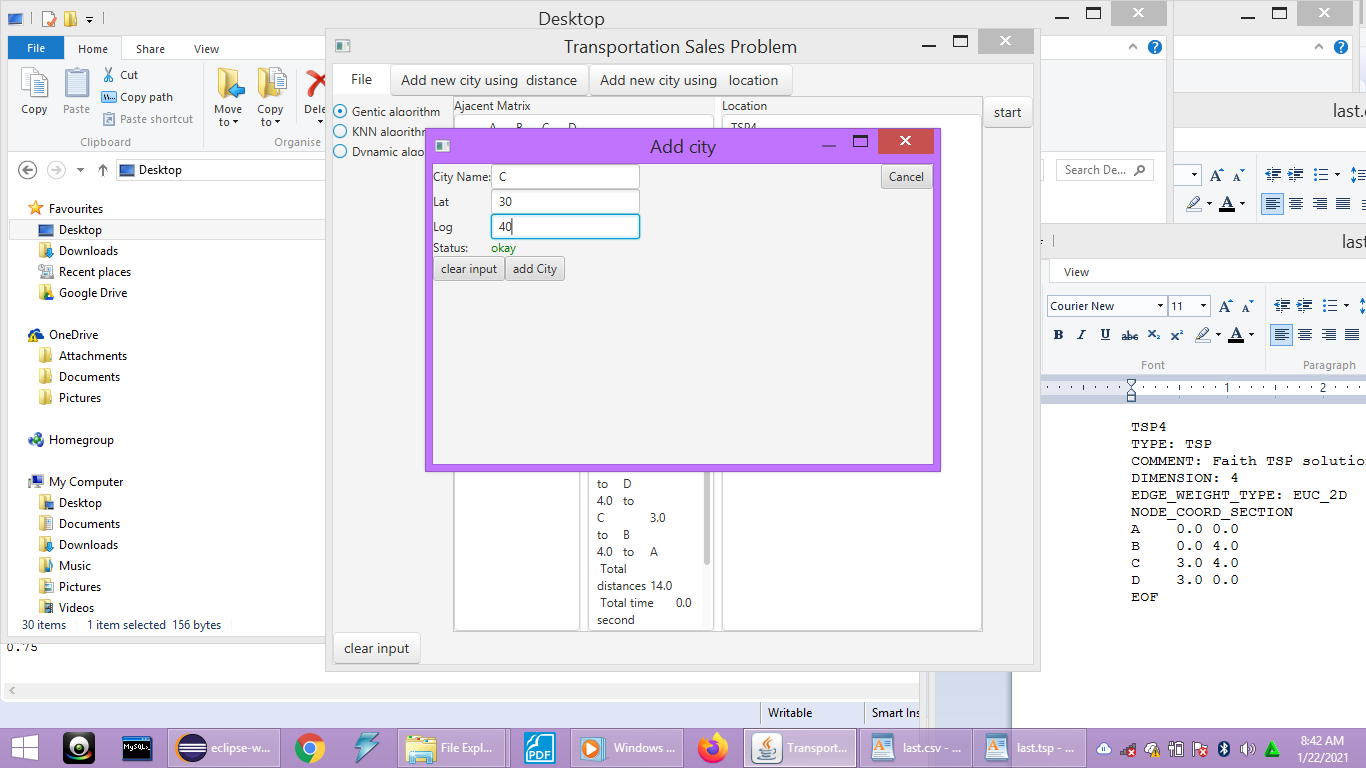 Desktop
File Home Share View
Copy Paste Cut Copy path Paste shortcut Move to Copy to
Clipboard Organise
Desktop
Favourites
Desktop
Downloads
Recent places
Google Drive
OneDrive
Attachments
Documents
Pictures
Homegroup
My Computer
Desktop
Documents
Downloads
Music
Pictures
Videos
30 items 1 item selected 156 bytes
0.75
Transportation Sales Problem
File Add new city using distance Add new city using location
Gentic algorithm
KNN
Ajacent Matrix
A B C D
Location
TSP4
start
Add city
City Name: C Cancel
Lat 30
Log 40
Status: okay
clear input add City
to D
4.0 to
C 3.0
to B
4.0 to A
Total
distances 14.0
Total time 0.0
second
clear input
Search De...
View
Courier New 11
B I U abc X₂ X² A
Font Paragraph
1 2
TSP4
TYPE: TSP
COMMENT: Faith TSP
DIMENSION: 4
EDGE_WEIGHT_TYPE: EUC_2D
NODE_COORD_SECTION
A 0.0 0.0
B 0.0 4.0
C 3.0 4.0
D 3.0 0.0
EOF
Writable Smart Ins
MySQL
eclipse-w...
File Expl...
PDF
Windows ...
Transport...
last.csv - ...
last.tsp - ...
8:42 AM
1/22/2021